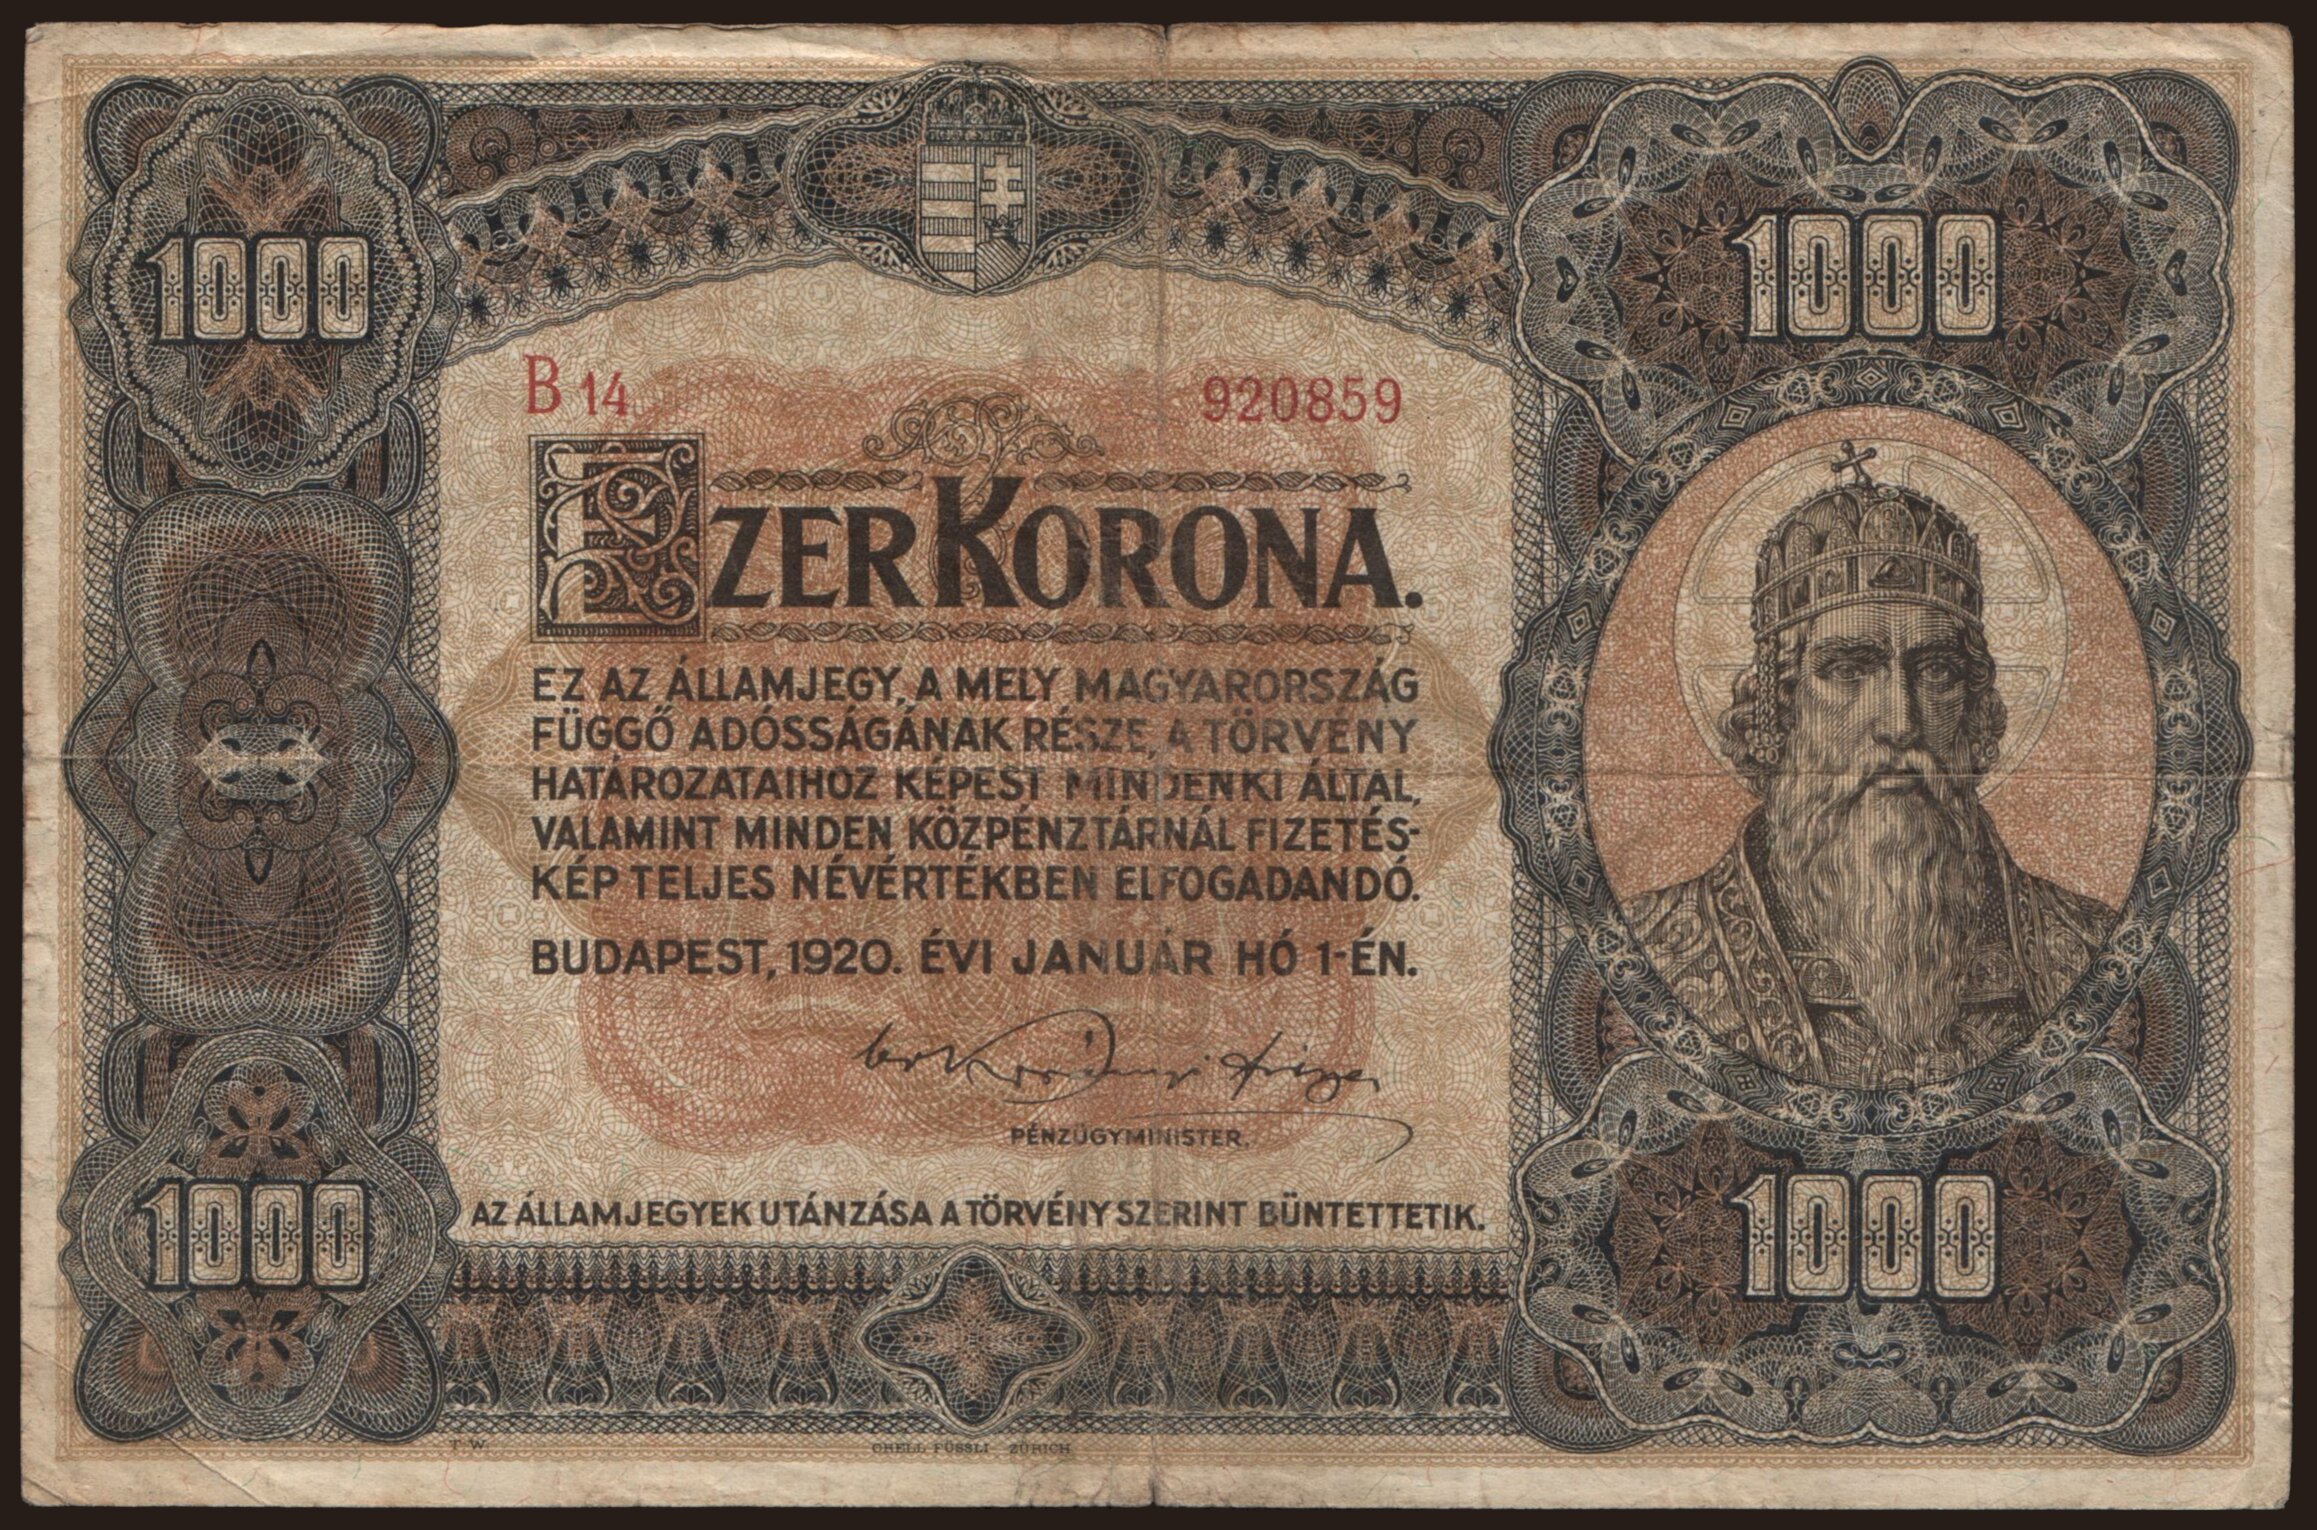 1000
1000
B 14
920859
EZER KORONA.
EZ AZ ÁLLAMJEGY, A MELY MAGYARORSZÁG
FÜGGŐ ADÓSSÁGÁNAK RÉSZE, A TÖRVÉNY
HATÁROZATAIHOZ KÉPEST MINDENKI ÁLTAL,
VALAMINT MINDEN KÖZPÉNZTÁRNÁL FIZETÉS-
KÉP TELJES NÉVÉRTÉKBEN ELFOGADANDÓ.
BUDAPEST, 1920. ÉVI JANUÁR HÓ 1-ÉN.
PÉNZÜGYMINISTER.
1000
1000
AZ ÁLLAMJEGYEK UTÁNZÁSA A TÖRVÉNY SZERINT BÜNTETTETIK.
T. W.
ORELL FÜSSLI ZÜRICH